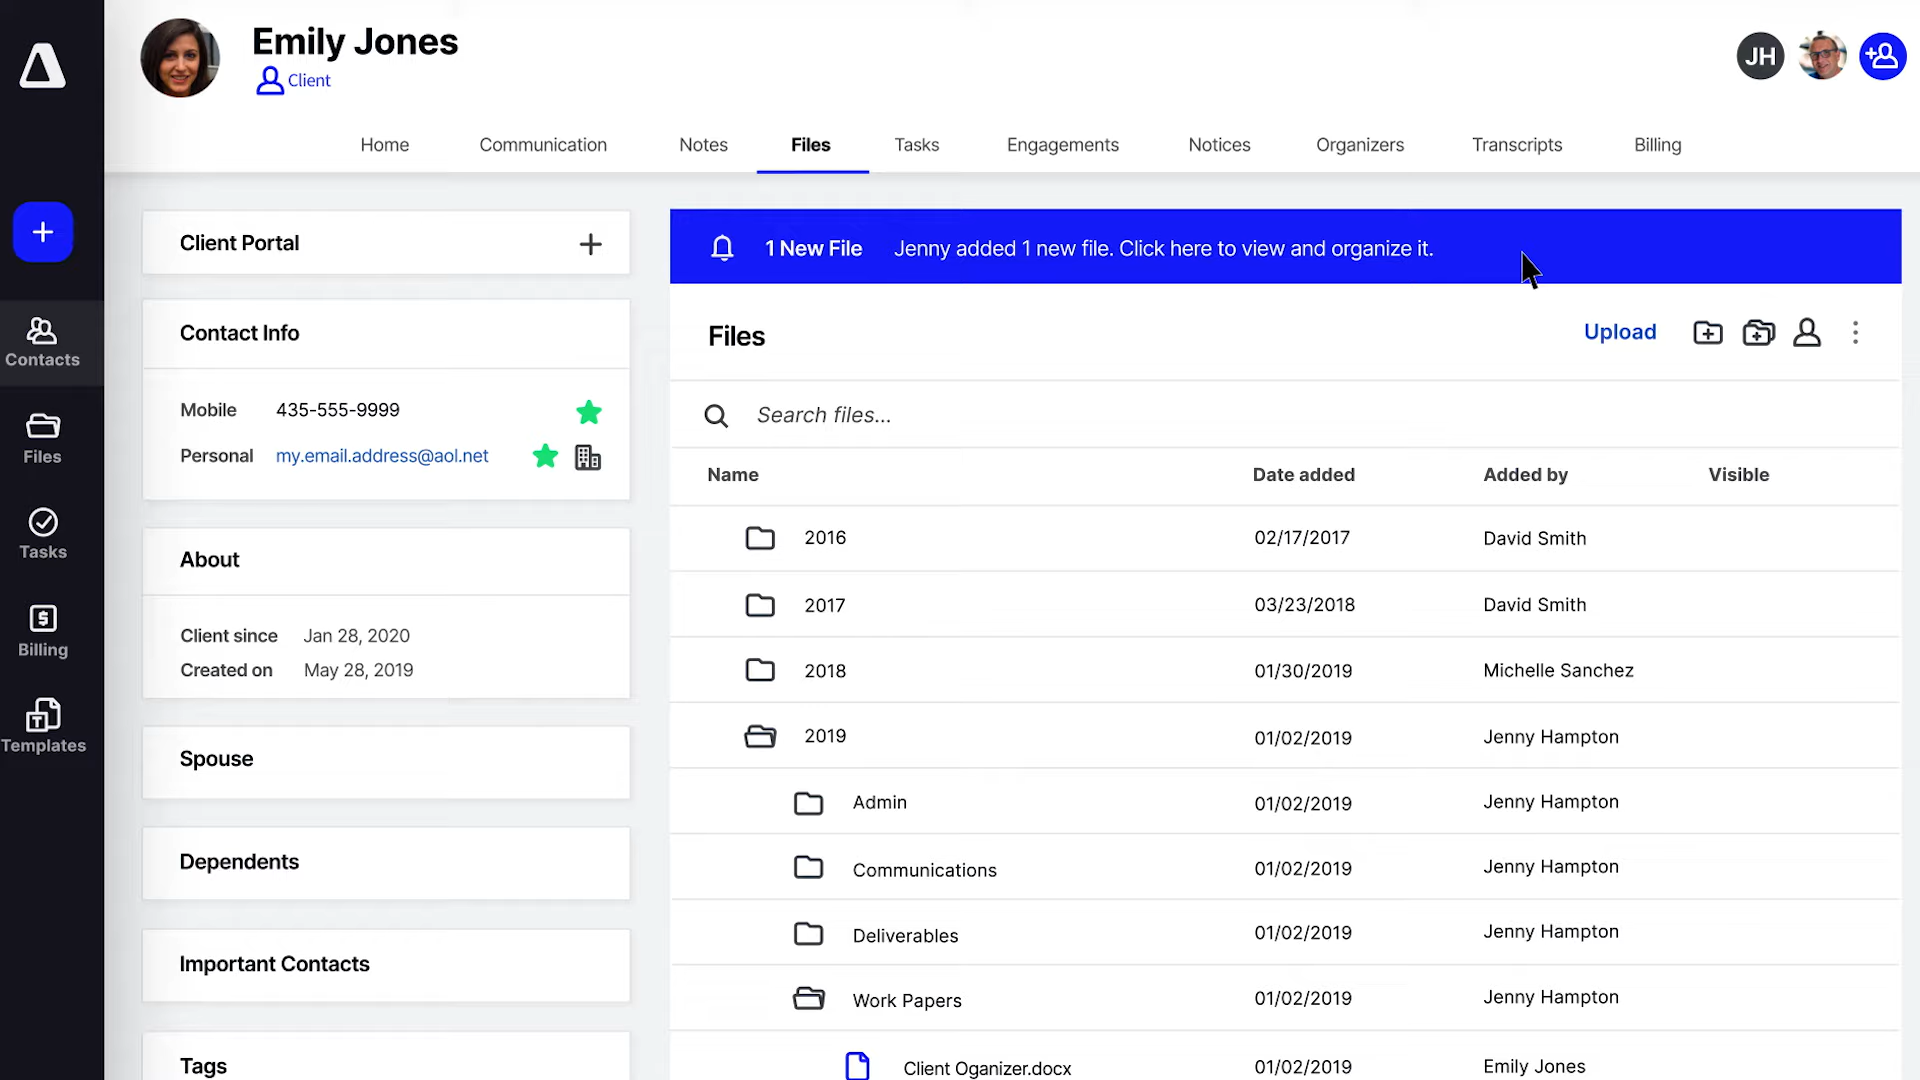 Emily Jones
Client
JH
Home Communication Notes Files Tasks Engagements Notices Organizers Transcripts Billing
Contacts
Files
Tasks
Billing
Templates
Client Portal
Contact Info
Mobile 435-555-9999
Personal my.email.address@aol.net
About
Client since Jan 28, 2020
Created on May 28, 2019
Spouse
Dependents
Important Contacts
Tags
1 New File Jenny added 1 new file. Click here to view and organize it.
Files Upload
Search files...
Name Date added Added by Visible
2016 02/17/2017 David Smith
2017 03/23/2018 David Smith
2018 01/30/2019 Michelle Sanchez
2019 01/02/2019 Jenny Hampton
Admin 01/02/2019 Jenny Hampton
Communications 01/02/2019 Jenny Hampton
Deliverables 01/02/2019 Jenny Hampton
Work Papers 01/02/2019 Jenny Hampton
Client Oganizer.docx 01/02/2019 Emily Jones